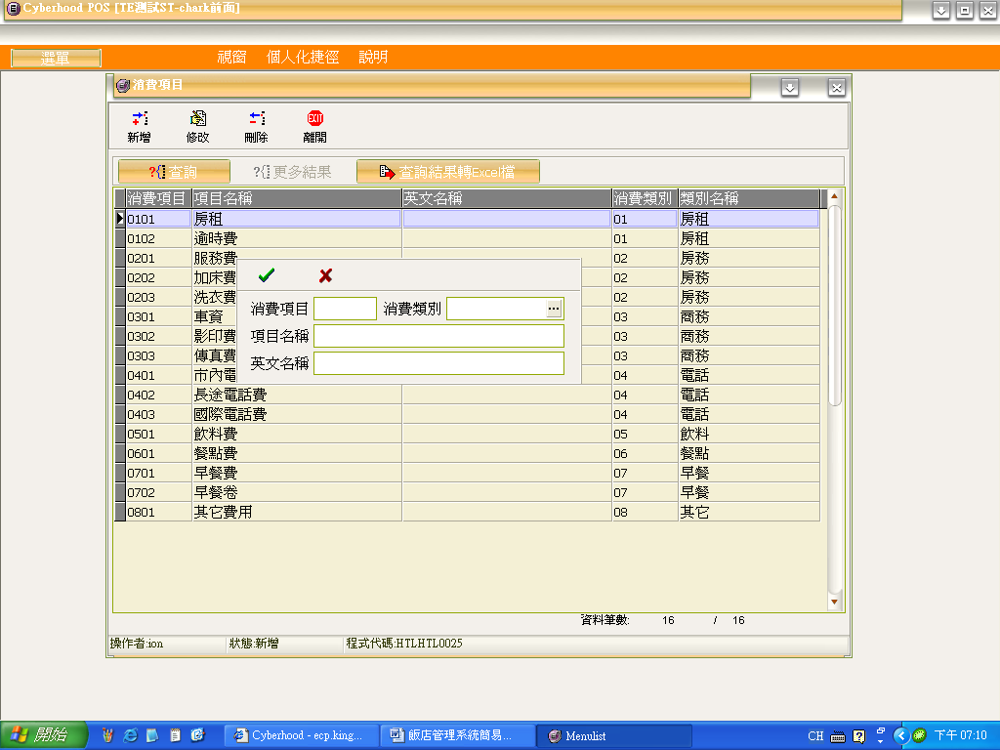 Cyberhood POS [TE測試ST-chark前面]
選單 視窗 個人化捷徑 說明
消費項目
新增 修改 刪除 離開
EXIT
?{}查詢 ?{}更多結果 查詢結果轉Excel檔
消費項目 項目名稱 英文名稱 消費類別 類別名稱
0101 房租 01 房租
0102 逾時費 01 房租
0201 服務費 02 房務
0202 加床費 02 房務
0203 洗衣費 02 房務
0301 車資 03 商務
0302 影印費 03 商務
0303 傳真費 03 商務
0401 市內電 04 電話
0402 長途電話費 04 電話
0403 國際電話費 04 電話
0501 飲料費 05 飲料
0601 餐點費 06 餐點
0701 早餐費 07 早餐
0702 早餐卷 07 早餐
0801 其它費用 08 其它
消費項目 消費類別 ...
項目名稱
英文名稱
資料筆數: 16 / 16
操作者:ion 狀態:新增 程式代碼:HTLHTL0025
開始 Cyberhood - ecp king... 飯店管理系統簡易... Menulist CH 下午 07:10